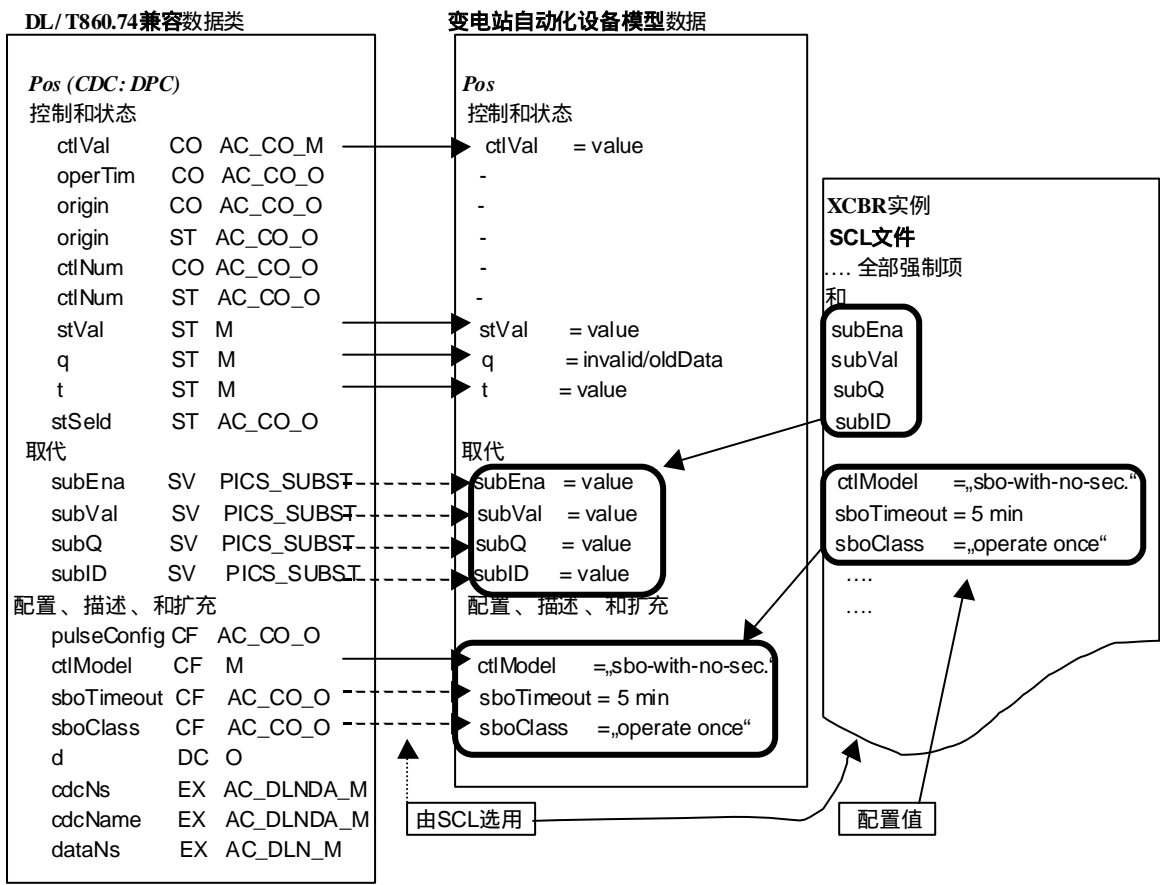 DL/T860.74兼容数据类
Pos (CDC: DPC)
控制和状态
ctlVal CO AC_CO_M
operTim CO AC_CO_O
origin CO AC_CO_O
origin ST AC_CO_O
ctlNum CO AC_CO_O
ctlNum ST AC_CO_O
stVal ST M
q ST M
t ST M
stSeld ST AC_CO_O
取代
subEna SV PICS_SUBST
subVal SV PICS_SUBST
subQ SV PICS_SUBST
subID SV PICS_SUBST
配置、描述、和扩充
pulseConfig CF AC_CO_O
ctlModel CF M
sboTimeout CF AC_CO_O
sboClass CF AC_CO_O
d DC O
cdcNs EX AC_DLNDA_M
cdcName EX AC_DLNDA_M
dataNs EX AC_DLN_M
变电站自动化设备模型数据
Pos
控制和状态
ctlVal = value
-
-
-
-
-
stVal = value
q = invalid/oldData
t = value
取代
subEna = value
subVal = value
subQ = value
subID = value
配置、描述、和扩充
ctlModel =„sbo-with-no-sec.“
sboTimeout = 5 min
sboClass =„operate once“
XCBR实例
SCL文件
.... 全部强制项
和
subEna
subVal
subQ
subID
ctlModel =„sbo-with-no-sec.“
sboTimeout = 5 min
sboClass =„operate once“
....
....
由SCL选用
配置值